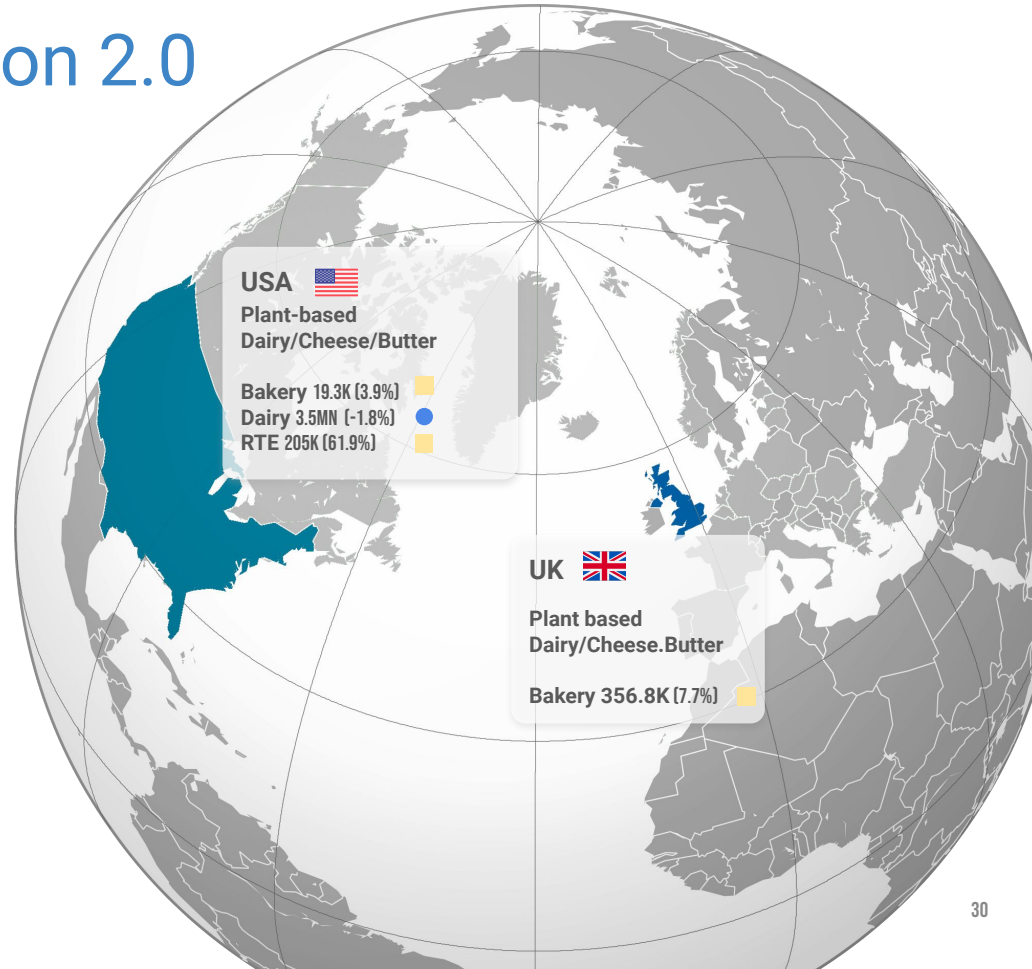 on 2.0
USA
Plant-based
Dairy/Cheese/Butter
Bakery 19.3K (3.9%)
Dairy 3.5MN (-1.8%)
RTE 205K (61.9%)
UK
Plant based
Dairy/Cheese.Butter
Bakery 356.8K (7.7%)
30